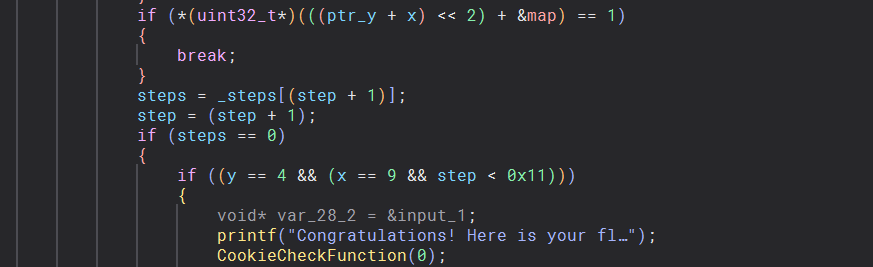 if (*(uint32_t*)(((ptr_y + x) << 2) + &map) == 1)
{
break;
}
steps = _steps[(step + 1)];
step = (step + 1);
if (steps == 0)
{
if ((y == 4 && (x == 9 && step < 0x11)))
{
void* var_28_2 = &input_1;
printf("Congratulations! Here is your fl…");
CookieCheckFunction(0);